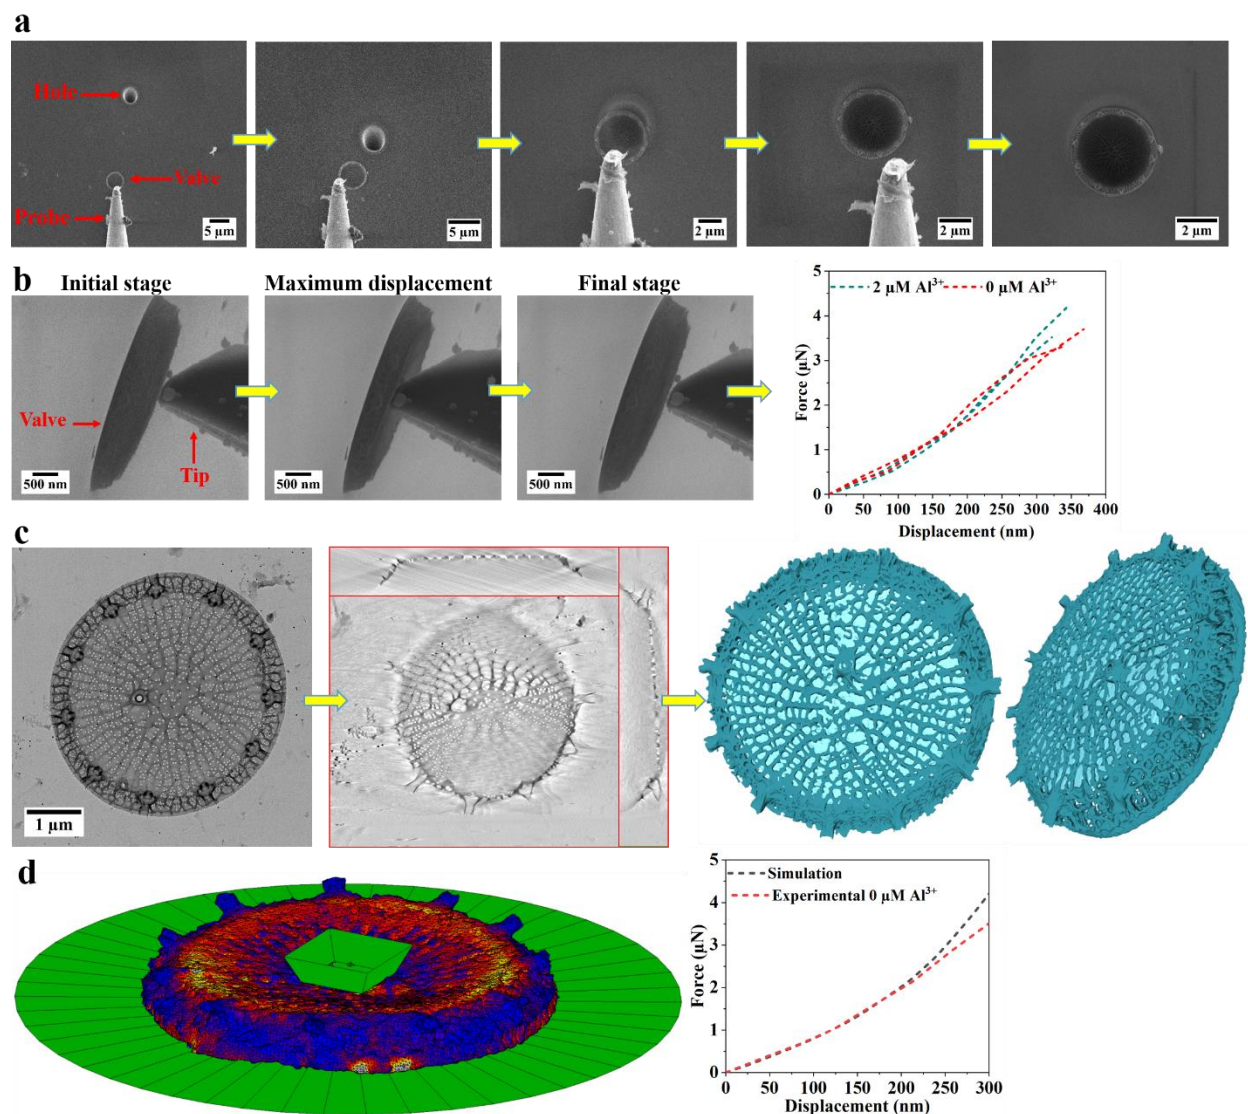 a
Hole
Valve
Probe
5 µm
5 µm
2 µm
2 µm
2 µm
b
Initial stage
Maximum displacement
Final stage
Valve
Tip
500 nm
500 nm
500 nm
2 µM Al³⁺
0 µM Al³⁺
Force (µN)
5
4
3
2
1
0
0 50 100 150 200 250 300 350 400
Displacement (nm)
c
1 µm
d
Simulation
Experimental 0 µM Al³⁺
Force (µN)
5
4
3
2
1
0
0 50 100 150 200 250 300
Displacement (nm)